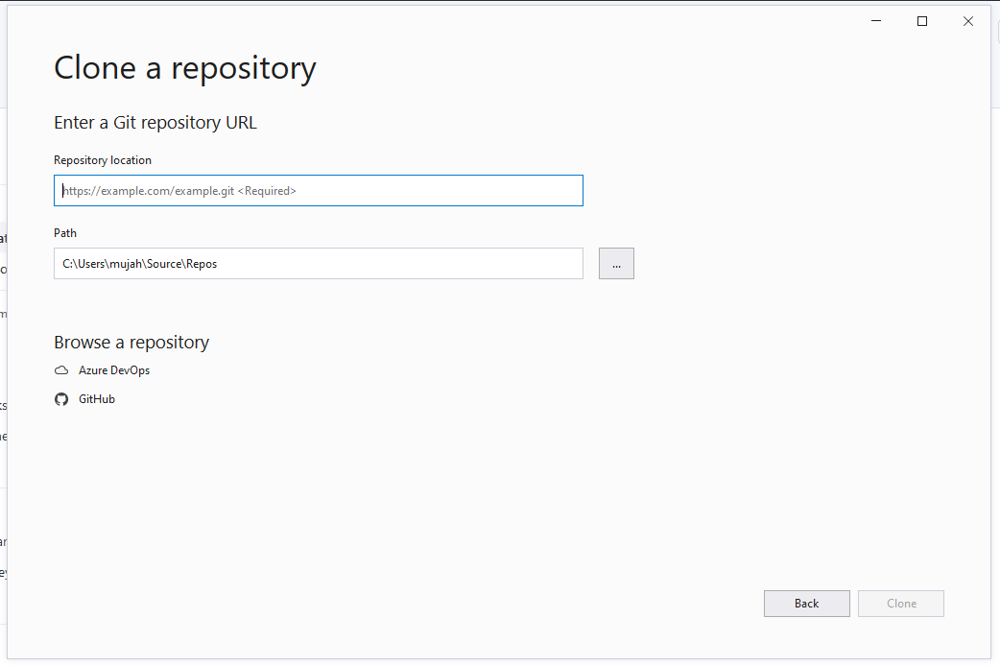 Clone a repository
Enter a Git repository URL
Repository location
https://example.com/example.git <Required>
Path
C:\Users\mujah\Source\Repos
...
Browse a repository
Azure DevOps
GitHub
Back
Clone